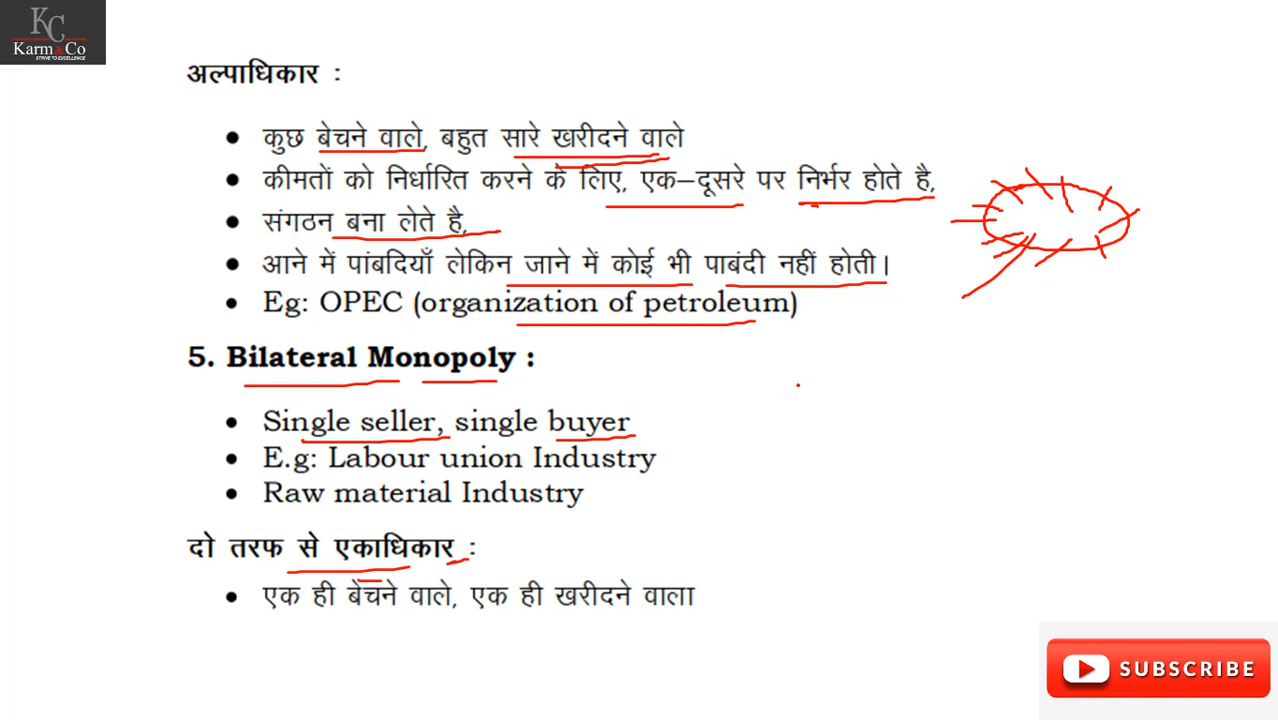 KC
Karm&Co
STRIVE TO EXCELLENCE
अल्पाधिकार :
• कुछ बेचने वाले, बहुत सारे खरीदने वाले
• कीमतों को निर्धारित करने के लिए, एक–दूसरे पर निर्भर होते है,
• संगठन बना लेते है,
• आने में पांबदियाँ लेकिन जाने में कोई भी पाबंदी नहीं होती।
• Eg: OPEC (organization of petroleum)
5. Bilateral Monopoly :
• Single seller, single buyer
• E.g: Labour union Industry
• Raw material Industry
दो तरफ से एकाधिकार :
• एक ही बेचने वाले, एक ही खरीदने वाला
SUBSCRIBE